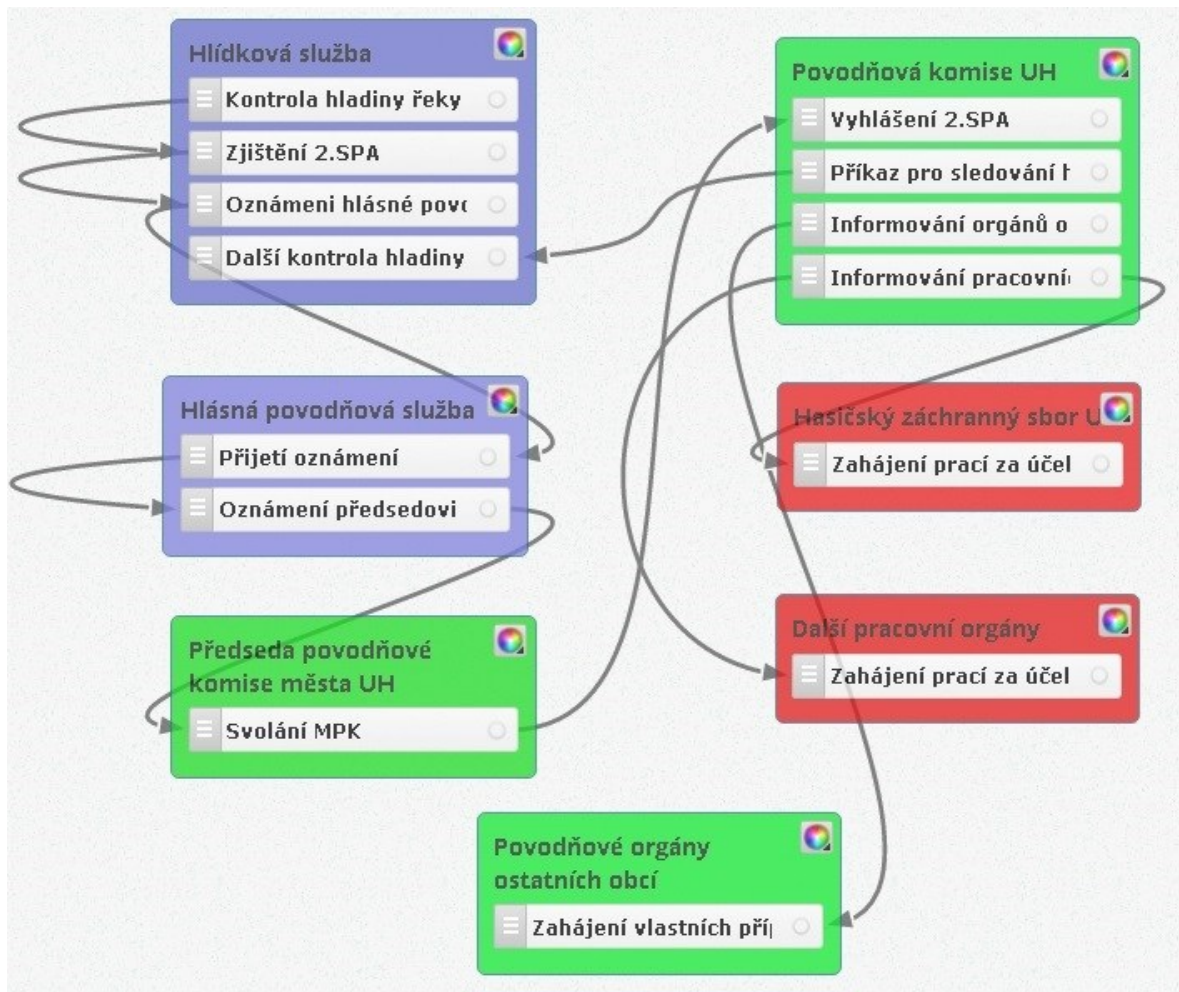 Hlídková služba
Kontrola hladiny řeky
Zjištění 2.SPA
Oznámeni hlásné povo
Další kontrola hladiny
Hlásná povodňová služba
Přijetí oznámení
Oznámení předsedovi
Předseda povodňové
komise města UH
Svolání MPK
Povodňová komise UH
Vyhlášení 2.SPA
Příkaz pro sledování h
Informování orgánů o
Informování pracovní
Hasičský záchranný sbor U
Zahájení prací za účel
Další pracovní orgány
Zahájení prací za účel
Povodňové orgány
ostatních obcí
Zahájení vlastních pří